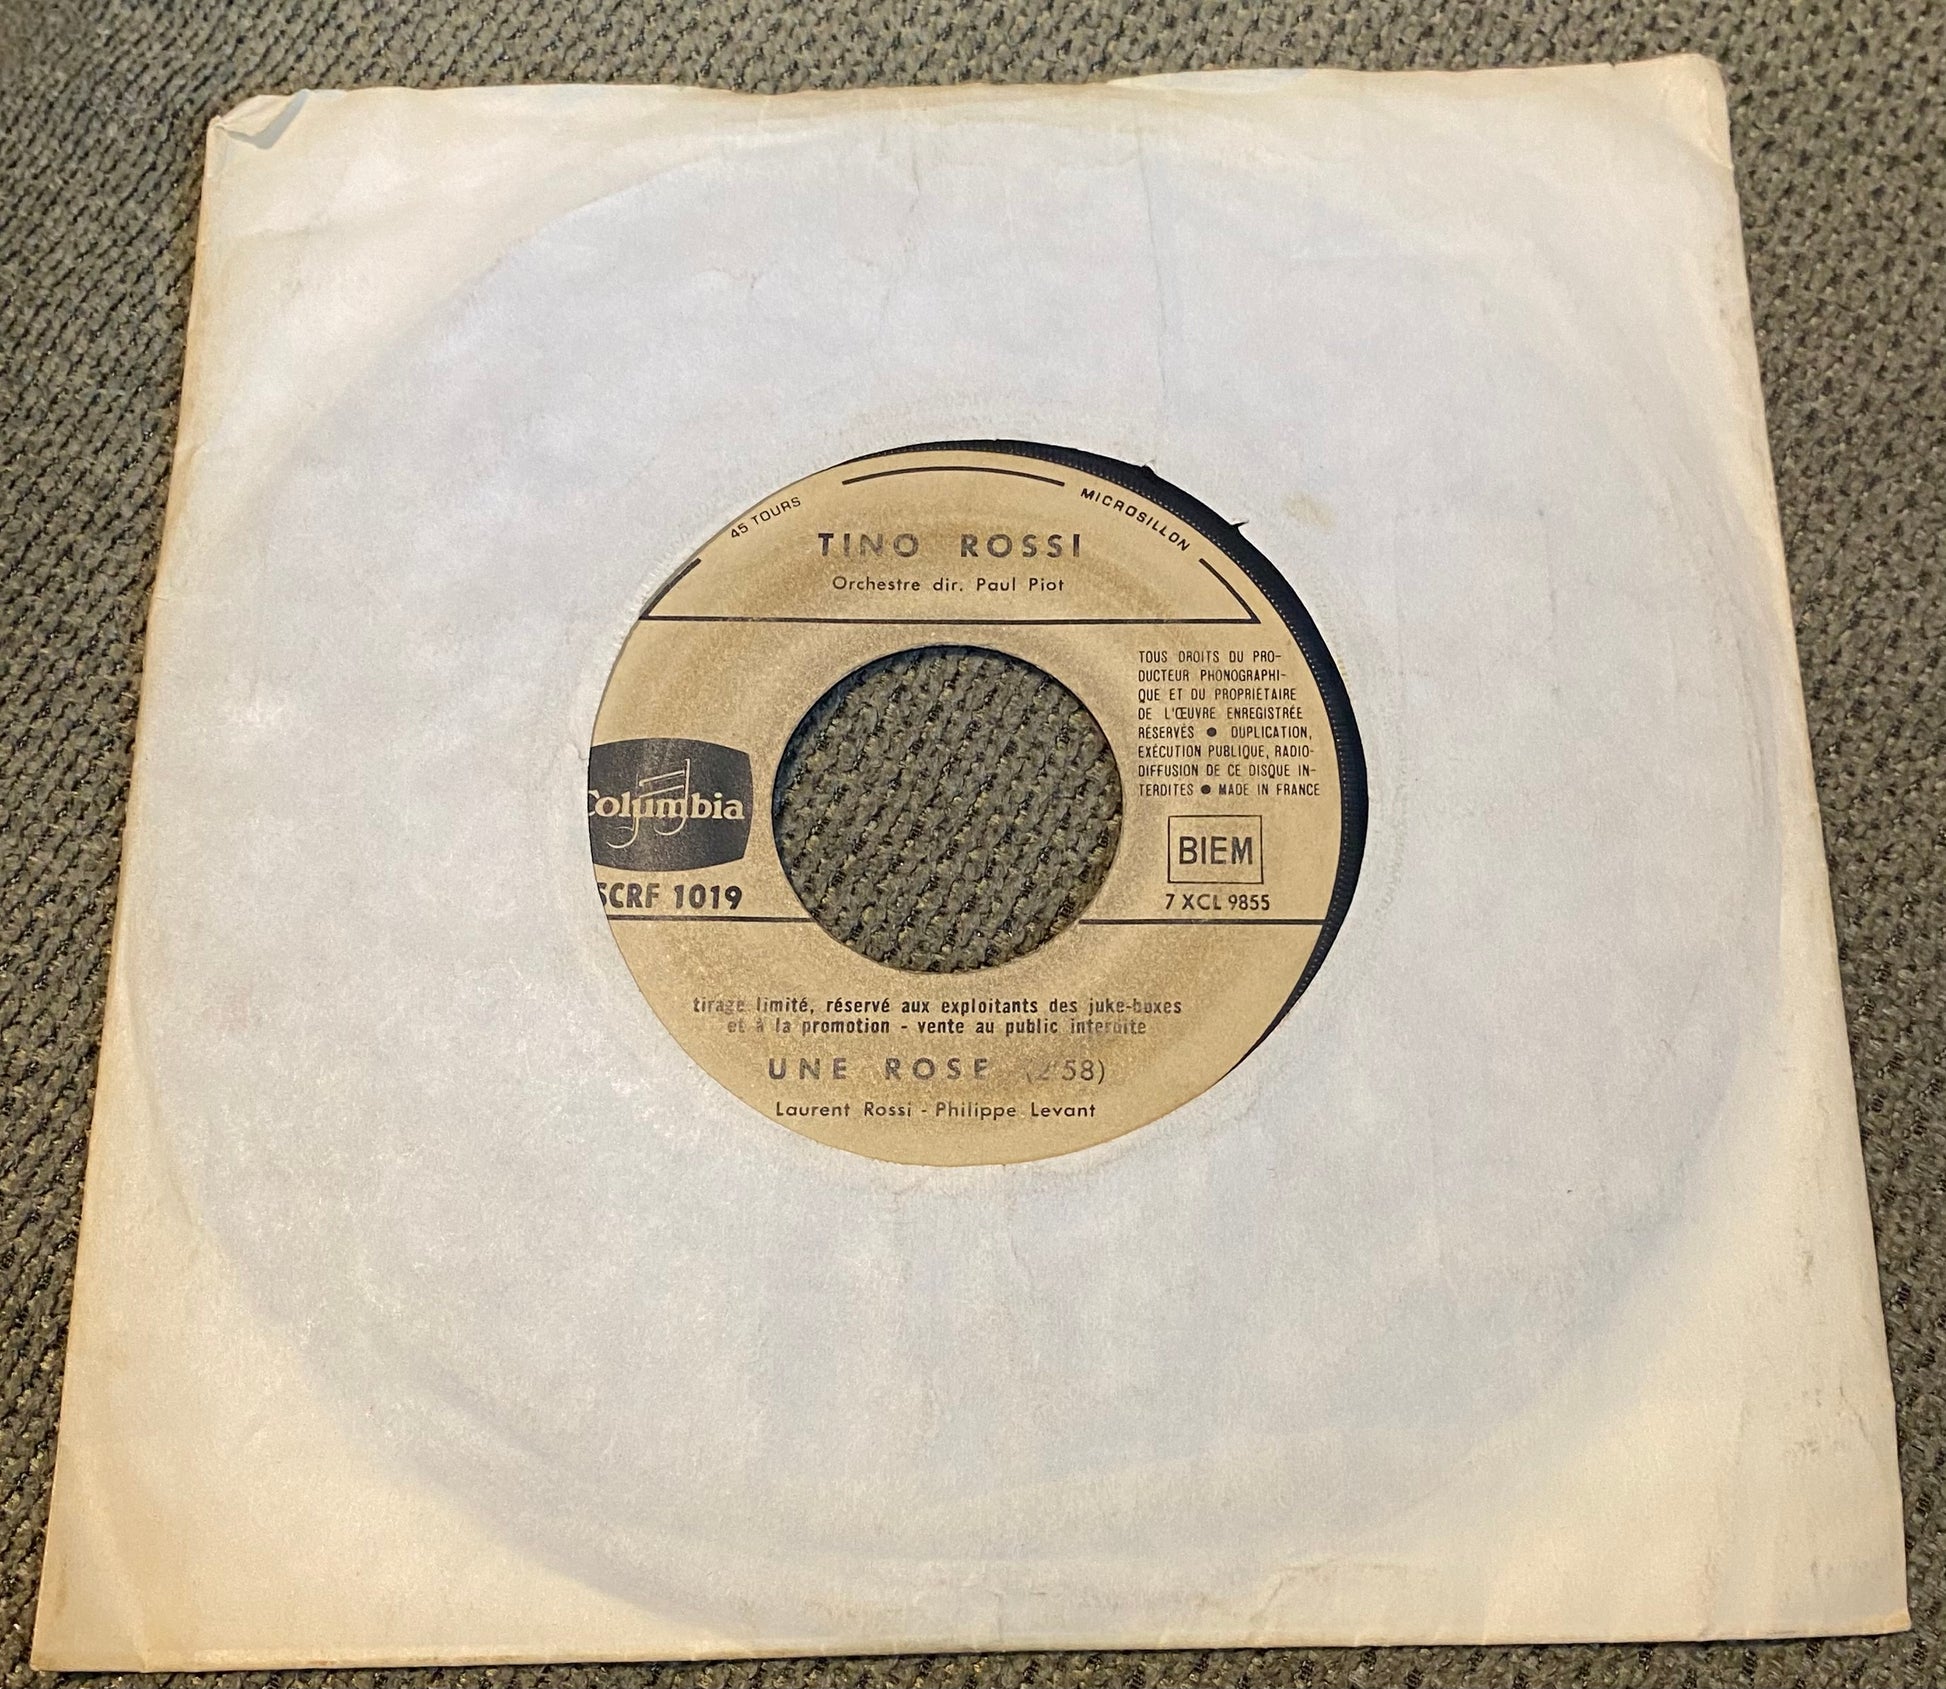 45 TOURS
MICROSILLON
TINO ROSSI
Orchestre dir. Paul Piot
TOUS DROITS DU PRO-
DUCTEUR PHONOGRAPHI-
QUE ET DU PROPRIÉTAIRE
DE L'ŒUVRE ENREGISTRÉE
RÉSERVÉS ● DUPLICATION,
EXÉCUTION PUBLIQUE, RADIO-
DIFFUSION DE CE DISQUE IN-
TERDITES ● MADE IN FRANCE
Columbia
SCRF 1019
BIEM
7 XCL 9855
tirage limité, réservé aux exploitants des juke-boxes
et à la promotion - vente au public interdite
UNE ROSE (2'58)
Laurent Rossi - Philippe Levant